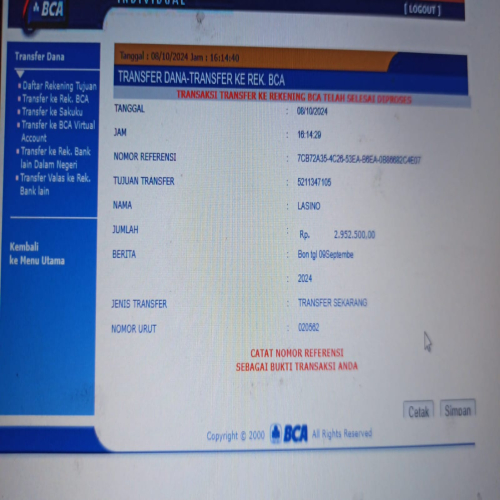 BCA
INDIVIDUAL
[ LOGOUT ]
Tanggal : 08/10/2024 Jam : 16:14:40
Transfer Dana
Daftar Rekening Tujuan
Transfer ke Rek. BCA
Transfer ke Sakuku
Transfer ke BCA Virtual
Account
Transfer ke Rek. Bank
lain Dalam Negeri
Transfer Valas ke Rek.
Bank lain
Kembali
ke Menu Utama
TRANSFER DANA-TRANSFER KE REK. BCA
TRANSAKSI TRANSFER KE REKENING BCA TELAH SELESAI DIPROSES
TANGGAL : 08/10/2024
JAM : 16:14:29
NOMOR REFERENSI :
TUJUAN TRANSFER : 5211347105
NAMA : LASINO
JUMLAH : Rp. 2.952.500,00
BERITA : Bon tgl 09Septembe
: 2024
JENIS TRANSFER : TRANSFER SEKARANG
NOMOR URUT : 020562
CATAT NOMOR REFERENSI
SEBAGAI BUKTI TRANSAKSI ANDA
Cetak Simpan
Copyright © 2000 BCA All Rights Reserved